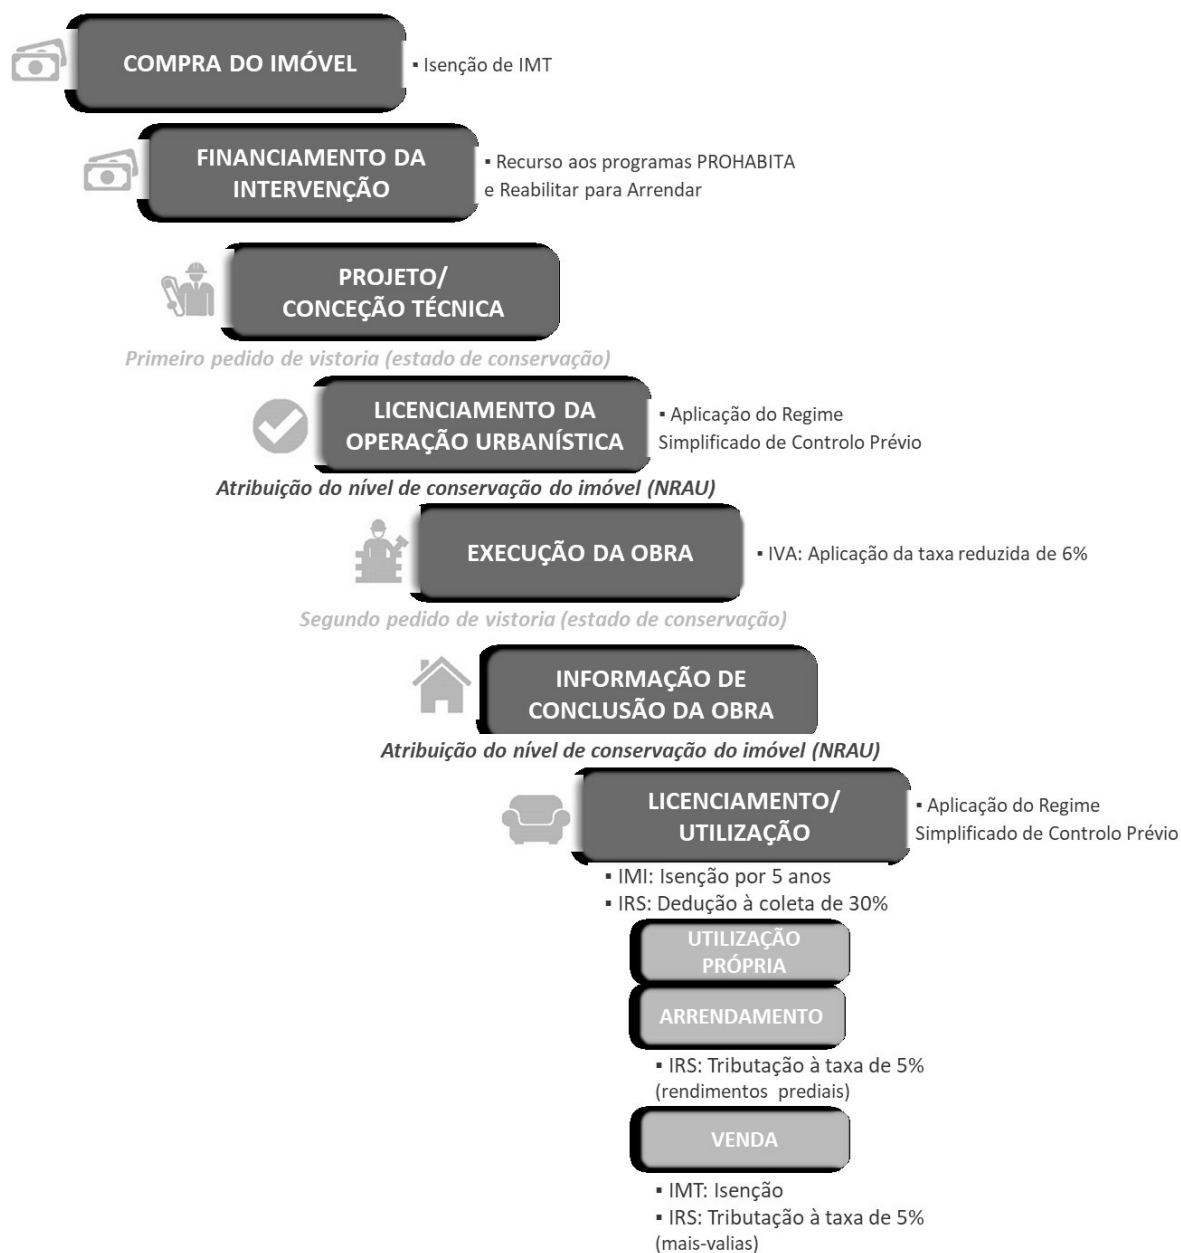 COMPRA DO IMÓVEL
▪ Isenção de IMT
FINANCIAMENTO DA
INTERVENÇÃO
▪ Recurso aos programas PROHABITA
e Reabilitar para Arrendar
PROJETO/
CONCEÇÃO TÉCNICA
Primeiro pedido de vistoria (estado de conservação)
LICENCIAMENTO DA
OPERAÇÃO URBANÍSTICA
▪ Aplicação do Regime
Simplificado de Controlo Prévio
Atribuição do nível de conservação do imóvel (NRAU)
EXECUÇÃO DA OBRA
▪ IVA: Aplicação da taxa reduzida de 6%
Segundo pedido de vistoria (estado de conservação)
INFORMAÇÃO DE
CONCLUSÃO DA OBRA
Atribuição do nível de conservação do imóvel (NRAU)
LICENCIAMENTO/
UTILIZAÇÃO
▪ Aplicação do Regime
Simplificado de Controlo Prévio
▪ IMI: Isenção por 5 anos
▪ IRS: Dedução à coleta de 30%
UTILIZAÇÃO
PRÓPRIA
ARRENDAMENTO
▪ IRS: Tributação à taxa de 5%
(rendimentos prediais)
VENDA
▪ IMT: Isenção
▪ IRS: Tributação à taxa de 5%
(mais-valias)